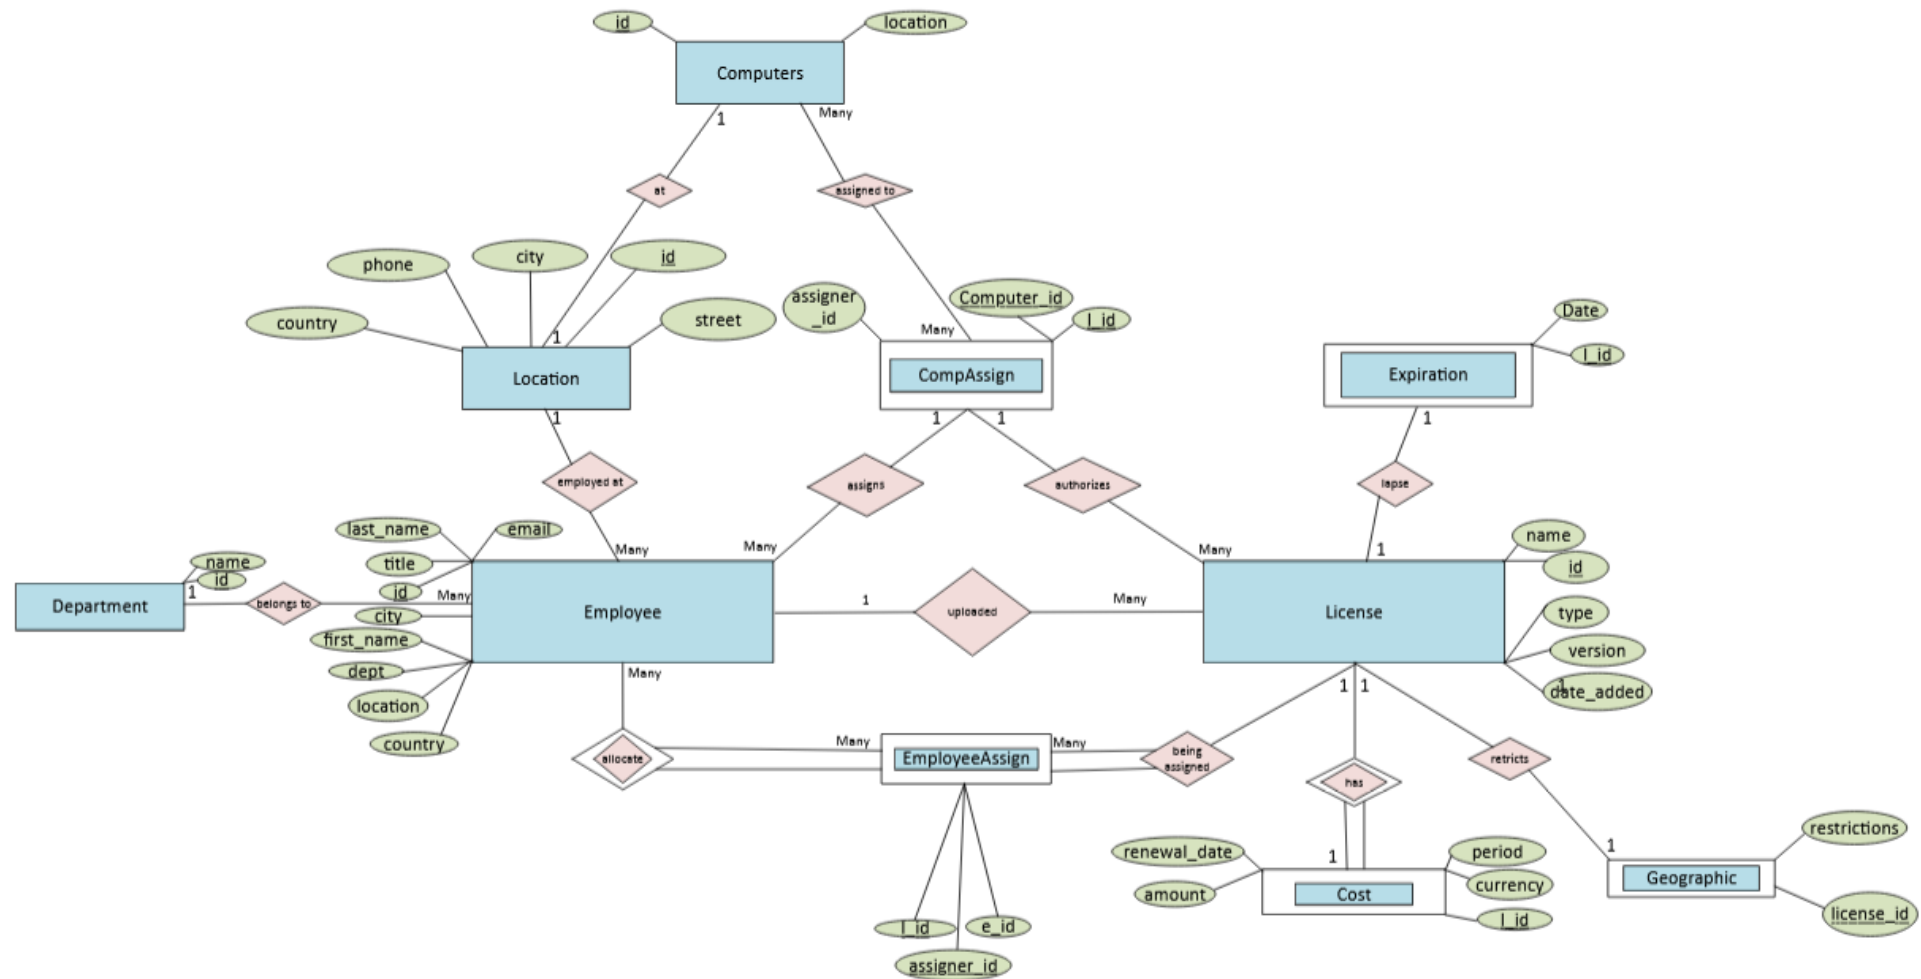 id
location
Computers
1
Many
at
assigned to
phone
city
id
country
street
assigner
_id
Computer_id
l_id
Many
1
Location
CompAssign
Date
l_id
Expiration
1
1
1
1
employed at
assigns
authorizes
lapse
last_name
email
title
id
city
first_name
dept
location
country
Many
Many
Many
1
name
id
Department
1
belongs to
Many
Employee
1
uploaded
Many
License
name
id
type
version
date_added
1
Many
allocate
Many
EmployeeAssign
Many
being
assigned
1
1
has
retricts
1
1
renewal_date
amount
Cost
period
currency
l_id
Geographic
restrictions
license_id
l_id
e_id
assigner_id